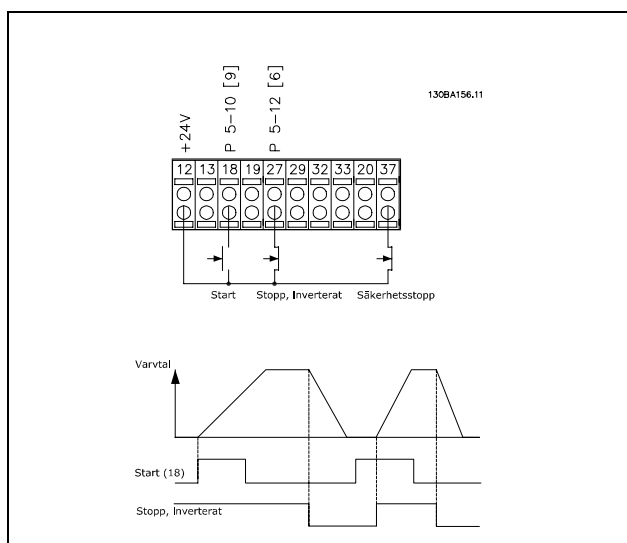 130BA156.11
+24V
P 5-10 [9]
P 5-12 [6]
12 13 18 19 27 29 32 33 20 37
Start
Stopp, Inverterat
Säkerhetsstopp
Varvtal
Start (18)
Stopp, Inverterat